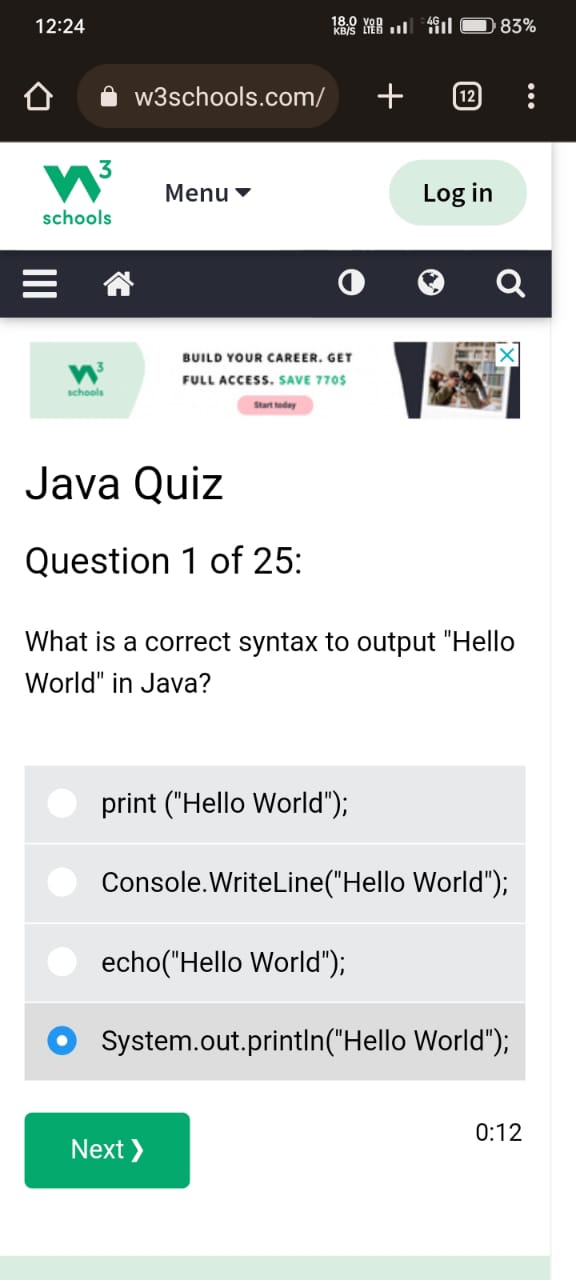 12:24
18.0 KB/S VoD LTE 4G 83%
w3schools.com/
12
3
schools
Menu
Log in
3
schools
BUILD YOUR CAREER. GET
FULL ACCESS. SAVE 770$
Start today
Java Quiz
Question 1 of 25:
What is a correct syntax to output "Hello
World" in Java?
print ("Hello World");
Console.WriteLine("Hello World");
echo("Hello World");
System.out.println("Hello World");
Next ❯
0:12